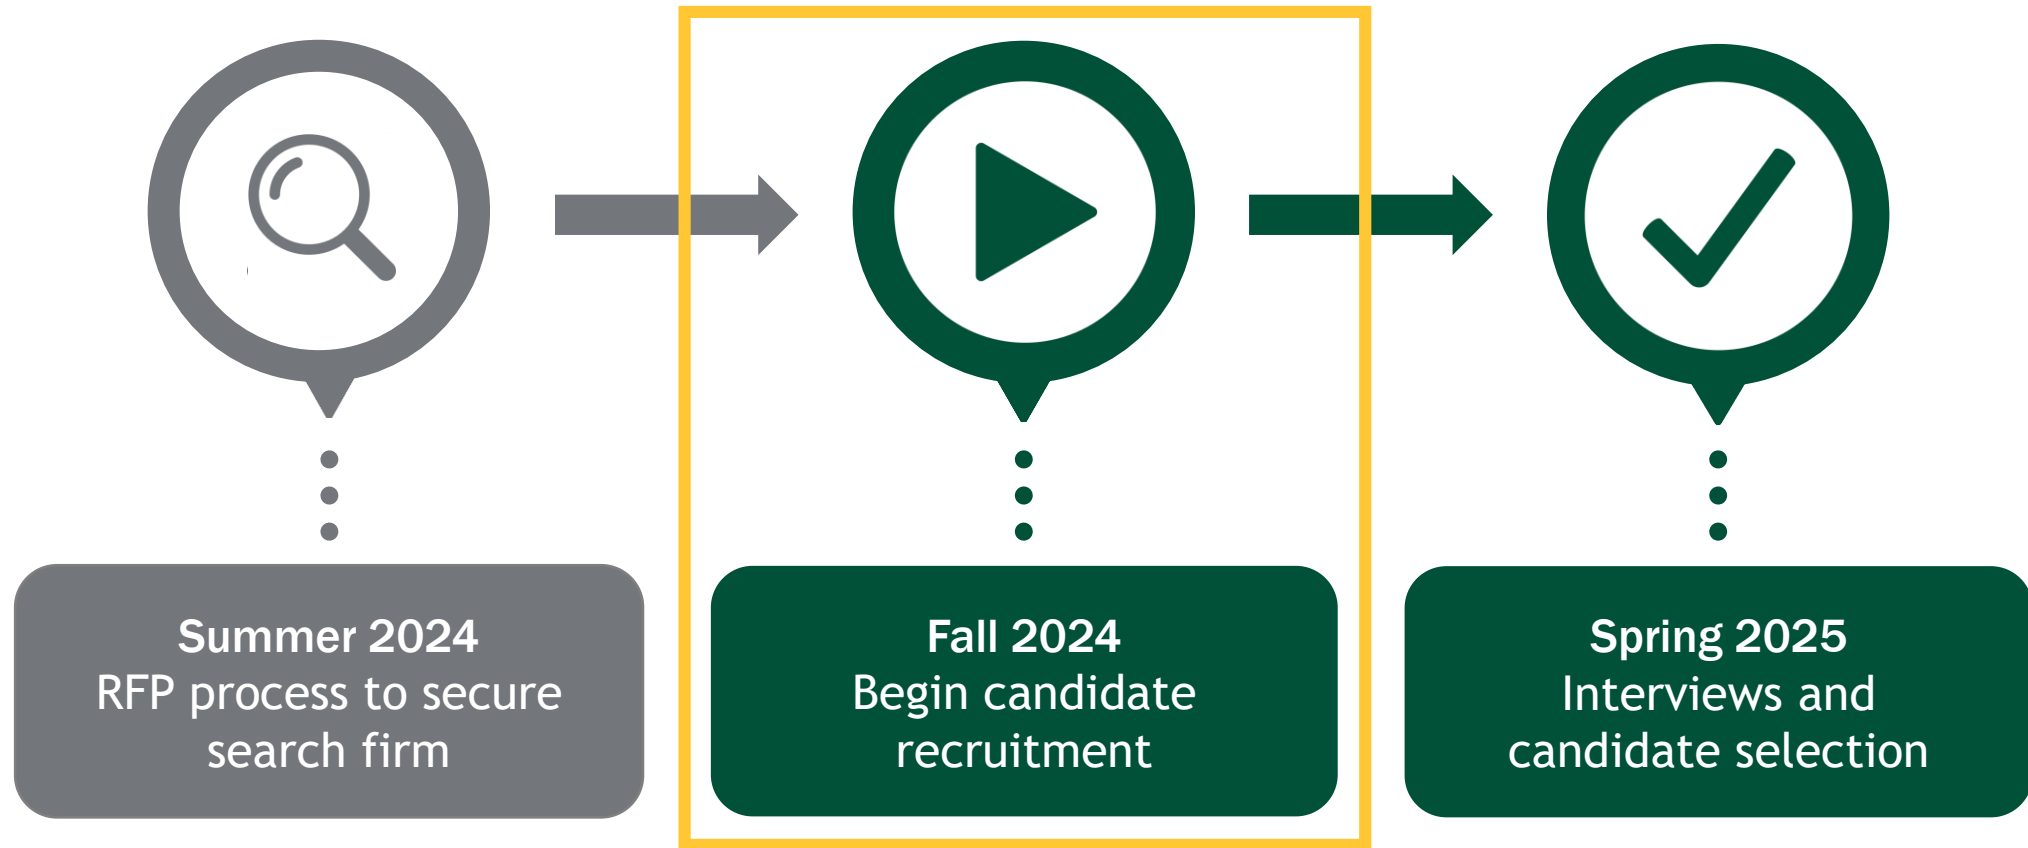 Summer 2024
RFP process to secure
search firm
Fall 2024
Begin candidate
recruitment
Spring 2025
Interviews and
candidate selection